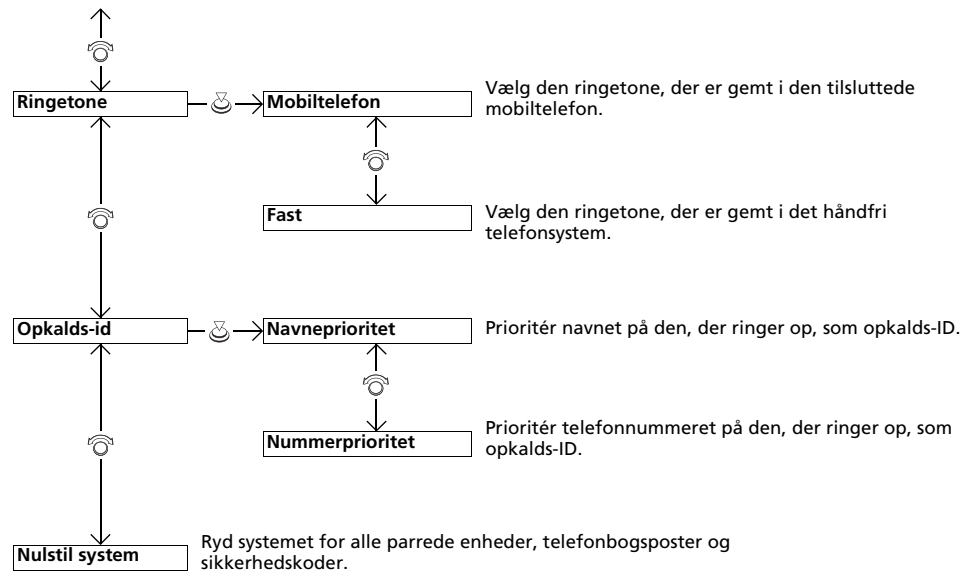 Ringetone
Mobiltelefon
Vælg den ringetone, der er gemt i den tilsluttede
mobiltelefon.
Fast
Vælg den ringetone, der er gemt i det håndfri
telefonsystem.
Opkalds-id
Navneprioritet
Prioritér navnet på den, der ringer op, som opkalds-ID.
Nummerprioritet
Prioritér telefonnummeret på den, der ringer op, som
opkalds-ID.
Nulstil system
Ryd systemet for alle parrede enheder, telefonbogsposter og
sikkerhedskoder.